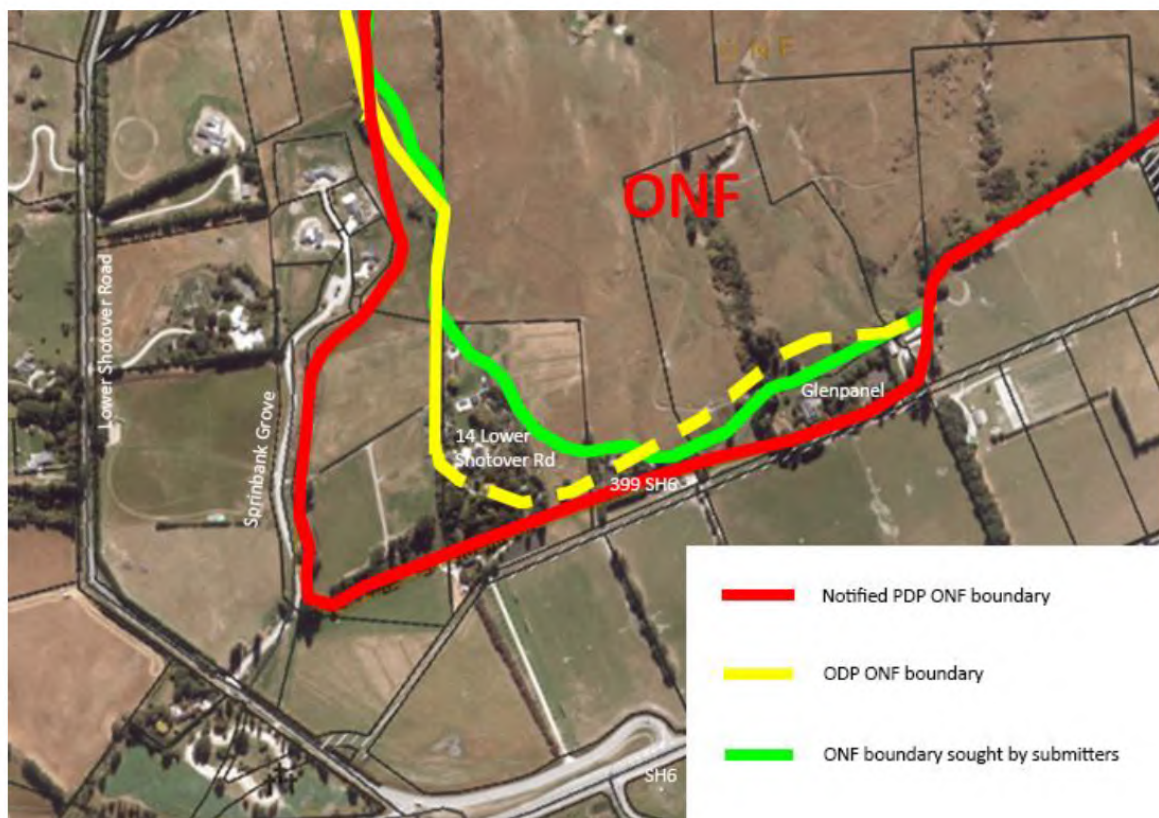 ONF
ONF
Lower Shotover Road
Sprinbank Grove
14 Lower
Shotover Rd
Glenpanel
399 SH6
SH6
Notified PDP ONF boundary
ODP ONF boundary
ONF boundary sought by submitters